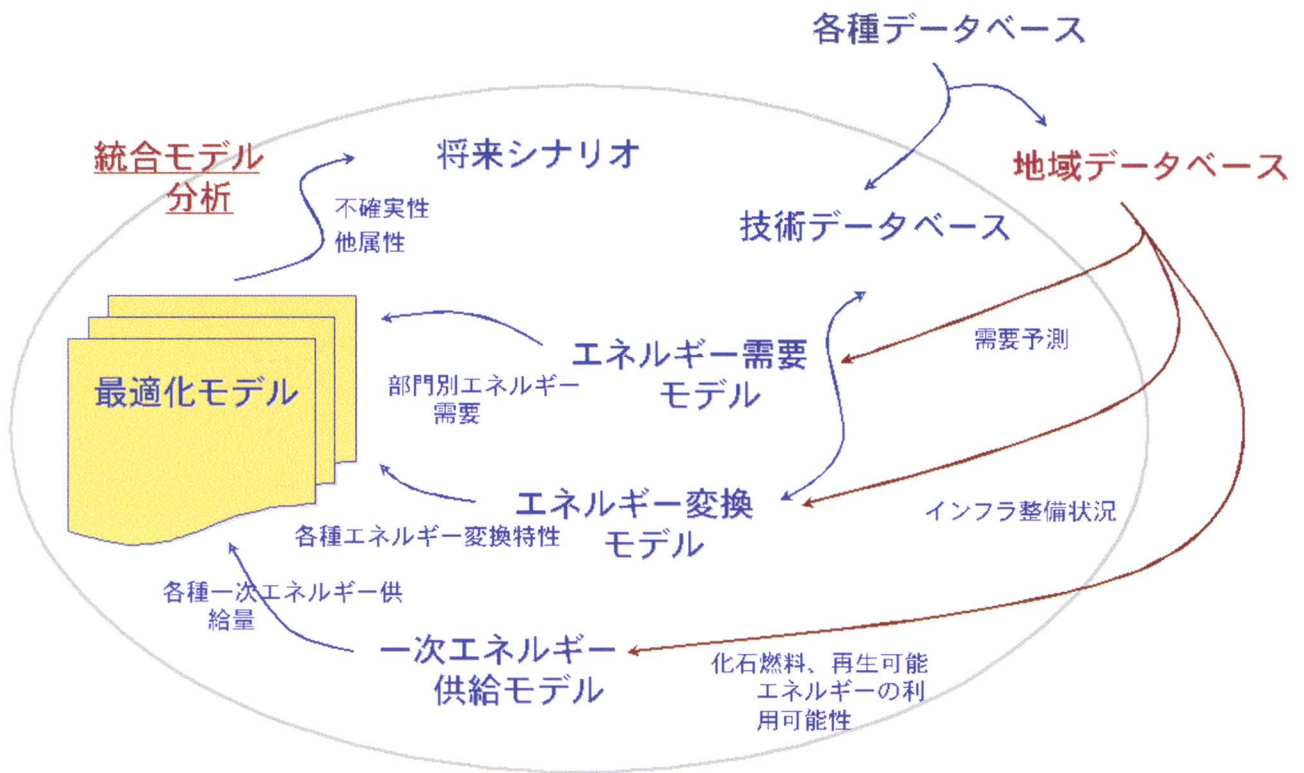 各種データベース
統合モデル
分析
将来シナリオ
地域データベース
不確実性
他属性
技術データベース
最適化モデル
エネルギー需要
モデル
需要予測
部門別エネルギー
需要
エネルギー変換
モデル
インフラ整備状況
各種エネルギー変換特性
各種一次エネルギー供
給量
一次エネルギー
供給モデル
化石燃料、再生可能
エネルギーの利
用可能性